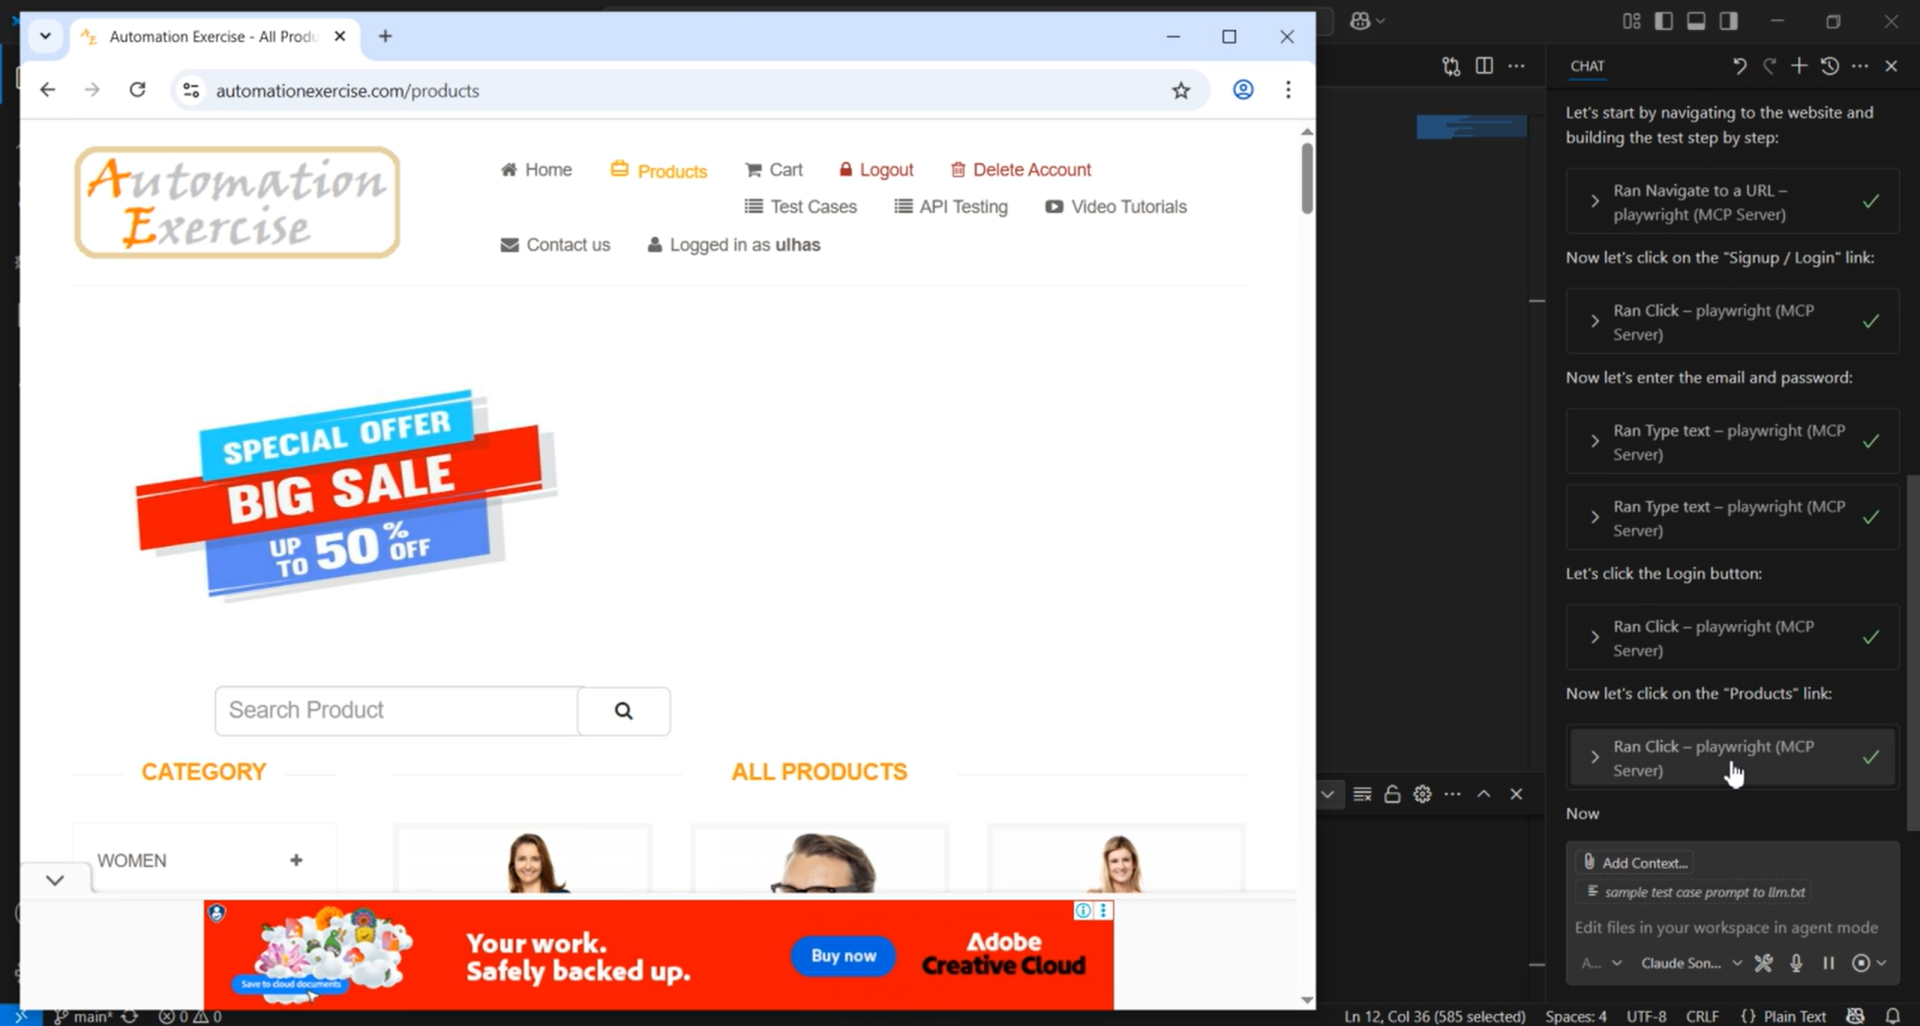 Automation Exercise - All Produ
automationexercise.com/products
Automation
Exercise
Home
Products
Cart
Logout
Delete Account
Test Cases
API Testing
Video Tutorials
Contact us
Logged in as ulhas
SPECIAL OFFER
BIG SALE
UP TO 50% OFF
Search Product
CATEGORY
ALL PRODUCTS
WOMEN
Your work.
Safely backed up.
Save to cloud documents
Buy now
Adobe
Creative Cloud
CHAT
Let's start by navigating to the website and
building the test step by step:
Ran Navigate to a URL –
playwright (MCP Server)
Now let's click on the "Signup / Login" link:
Ran Click – playwright (MCP
Server)
Now let's enter the email and password:
Ran Type text – playwright (MCP
Server)
Ran Type text – playwright (MCP
Server)
Let's click the Login button:
Ran Click – playwright (MCP
Server)
Now let's click on the "Products" link:
Ran Click – playwright (MCP
Server)
Now
Add Context...
sample test case prompt to llm.txt
Edit files in your workspace in agent mode
A...
Claude Son...
main*
0
0
Ln 12, Col 36 (585 selected)
Spaces: 4
UTF-8
CRLF
{} Plain Text